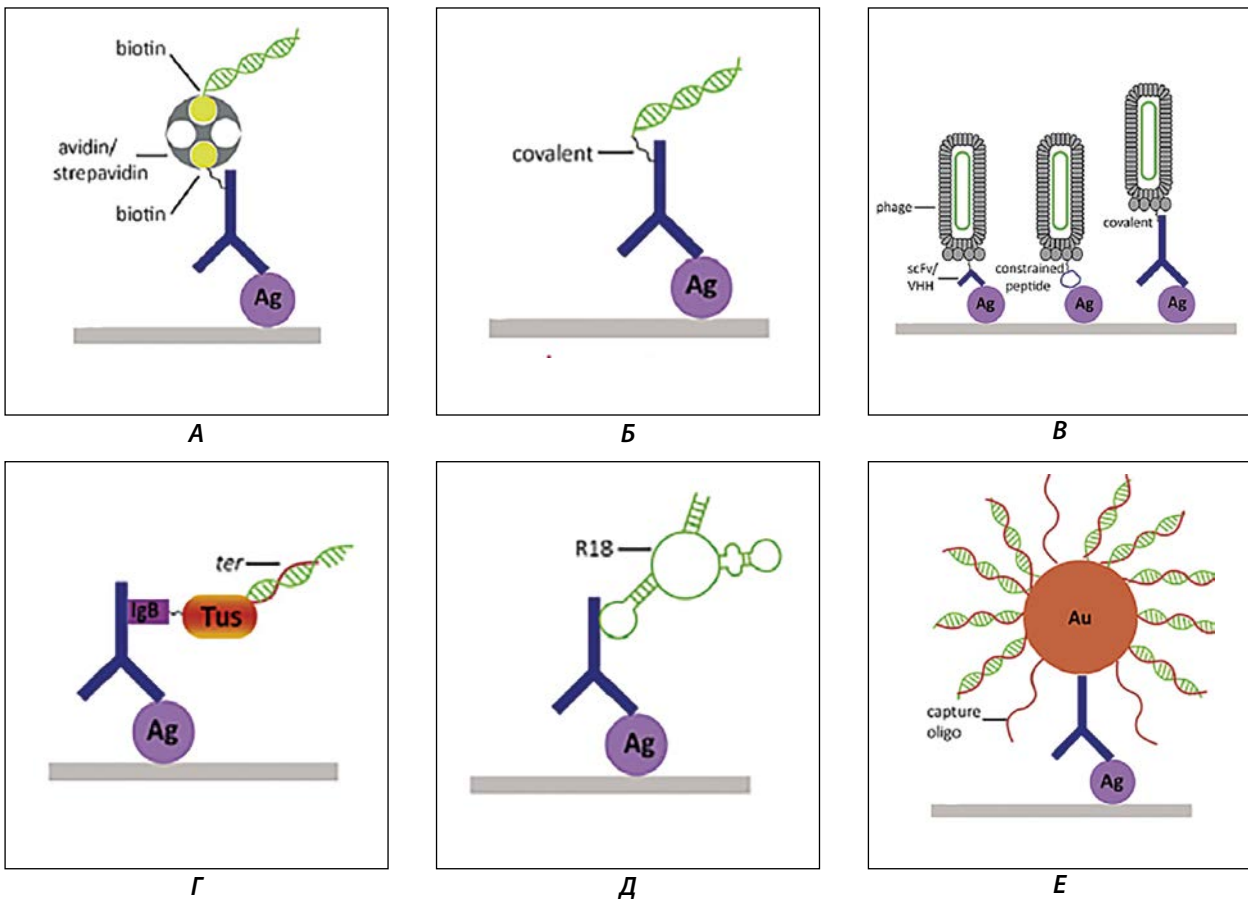 biotin
avidin/
strepavidin
biotin
Ag
А
covalent
Ag
Б
phage
scFv/
VHH
Ag
constrained
peptide
Ag
covalent
Ag
В
ter
IgB
Tus
Ag
Г
R18
Ag
Д
Au
capture
oligo
Ag
Е